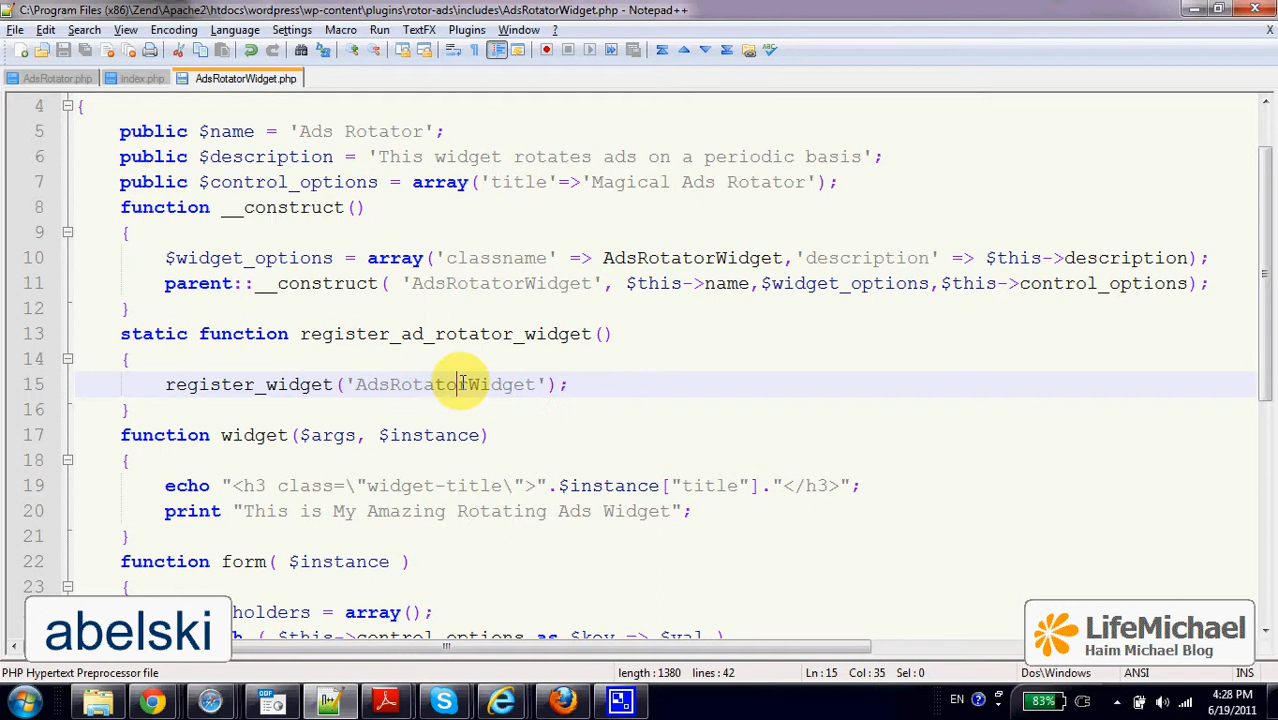 C:\Program Files (x86)\Zend\Apache2\htdocs\wordpress\wp-content\plugins\rotor-ads\includes\AdsRotatorWidget.php - Notepad++
File Edit Search View Encoding Language Settings Macro Run TextFX Plugins Window ? X
AdsRotator.php index.php AdsRotatorWidget.php
4 {
5 public $name = 'Ads Rotator';
6 public $description = 'This widget rotates ads on a periodic basis';
7 public $control_options = array('title'=>'Magical Ads Rotator');
8 function __construct()
9 {
10 $widget_options = array('classname' => AdsRotatorWidget,'description' => $this->description);
11 parent::__construct( 'AdsRotatorWidget', $this->name,$widget_options,$this->control_options);
12 }
13 static function register_ad_rotator_widget()
14 {
15 register_widget('AdsRotatorWidget');
16 }
17 function widget($args, $instance)
18 {
19 echo "<h3 class=\"widget-title\">".$instance["title"]."</h3>";
20 print "This is My Amazing Rotating Ads Widget";
21 }
22 function form( $instance )
23 {
holders = array();
( $this->control_options as $key => $val )
abelski
LifeMichael
Haim Michael Blog
PHP Hypertext Preprocessor file length : 1380 lines : 42 Ln : 15 Col : 35 Sel : 0 Dos\Windows ANSI INS
EN 83% 4:28 PM
6/19/2011